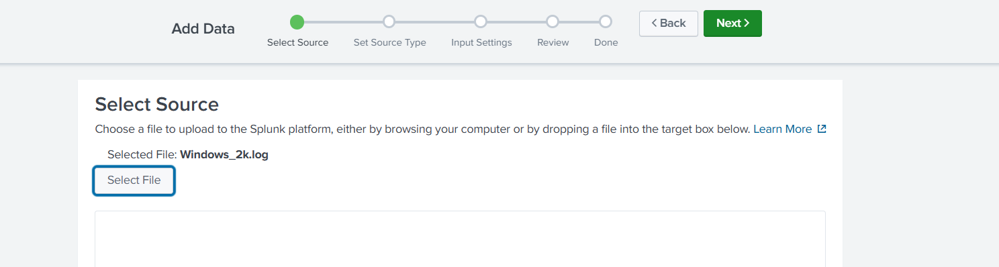 Add Data
Select Source
Set Source Type
Input Settings
Review
Done
< Back
Next >
Select Source
Choose a file to upload to the Splunk platform, either by browsing your computer or by dropping a file into the target box below. Learn More
Selected File: Windows_2k.log
Select File